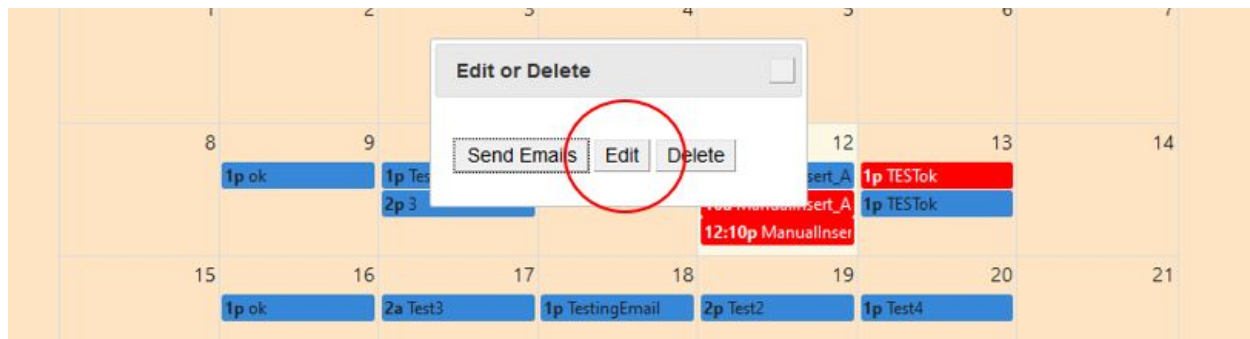 1 2 3 4 5 6 7
Edit or Delete
Send Emails Edit Delete
8 9 12 13 14
1p ok 1p Tes sert_A 1p TESTok
2p 3 ManualInsert_A 1p TESTok
12:10p ManualInser
15 16 17 18 19 20 21
1p ok 2a Test3 1p TestingEmail 2p Test2 1p Test4